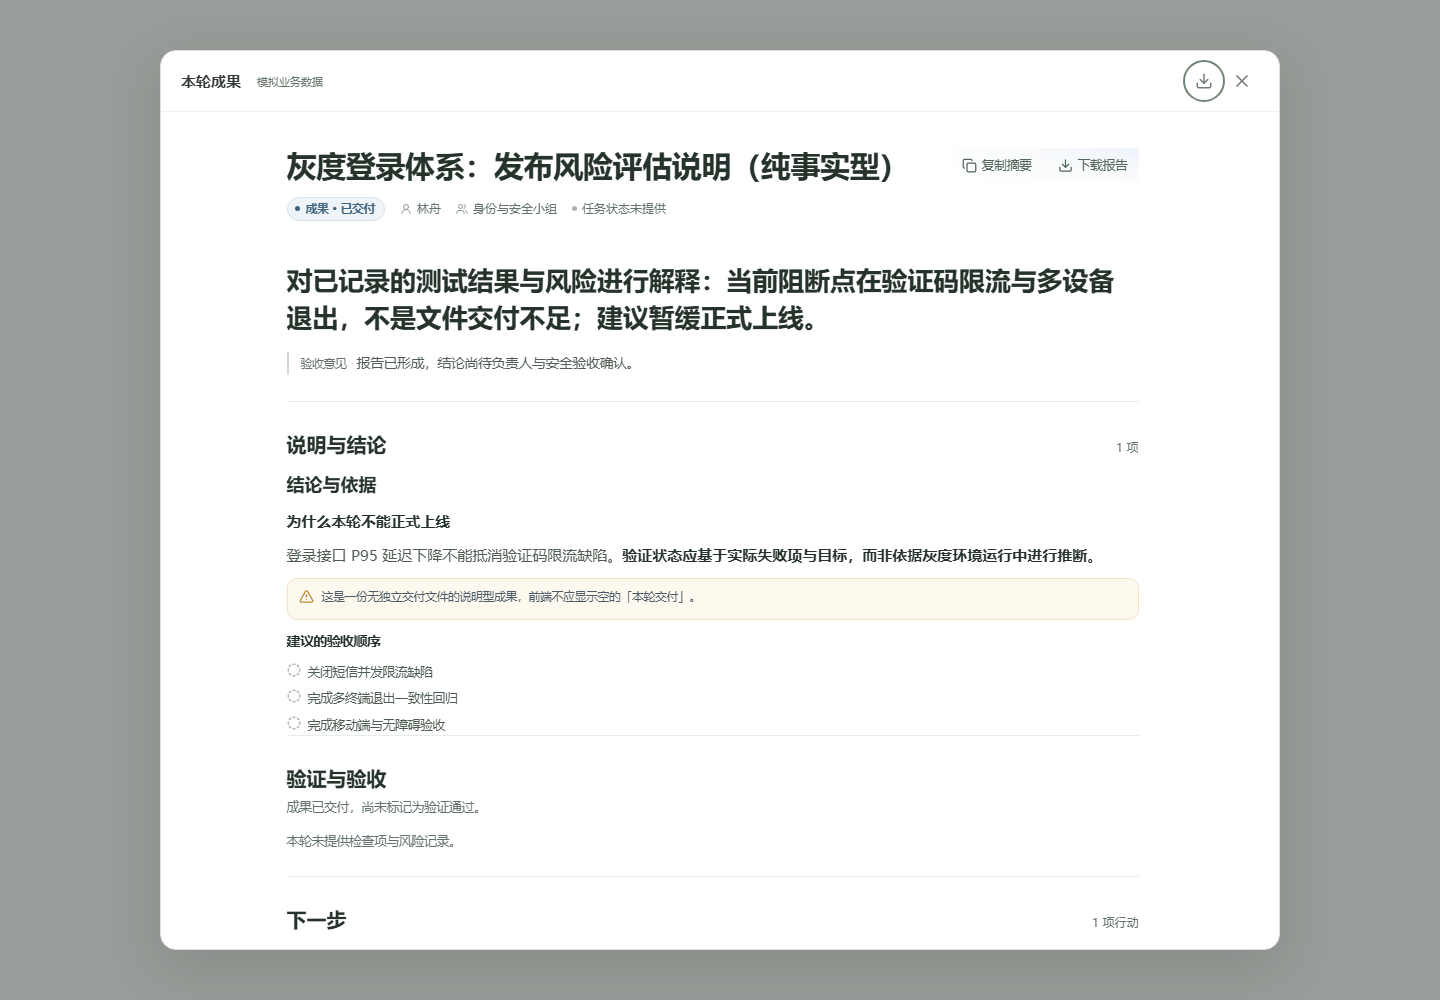 本轮成果 模拟业务数据
灰度登录体系：发布风险评估说明（纯事实型）
复制摘要 下载报告
成果 • 已交付 林舟 身份与安全小组 任务状态未提供
对已记录的测试结果与风险进行解释：当前阻断点在验证码限流与多设备
退出，不是文件交付不足；建议暂缓正式上线。
验收意见 报告已形成，结论尚待负责人与安全验收确认。
说明与结论 1 项
结论与依据
为什么本轮不能正式上线
登录接口 P95 延迟下降不能抵消验证码限流缺陷。验证状态应基于实际失败项与目标，而非依据灰度环境运行中进行推断。
这是一份无独立交付文件的说明型成果，前端不应显示空的「本轮交付」。
建议的验收顺序
关闭短信并发限流缺陷
完成多终端退出一致性回归
完成移动端与无障碍验收
验证与验收
成果已交付，尚未标记为验证通过。
本轮未提供检查项与风险记录。
下一步 1 项行动